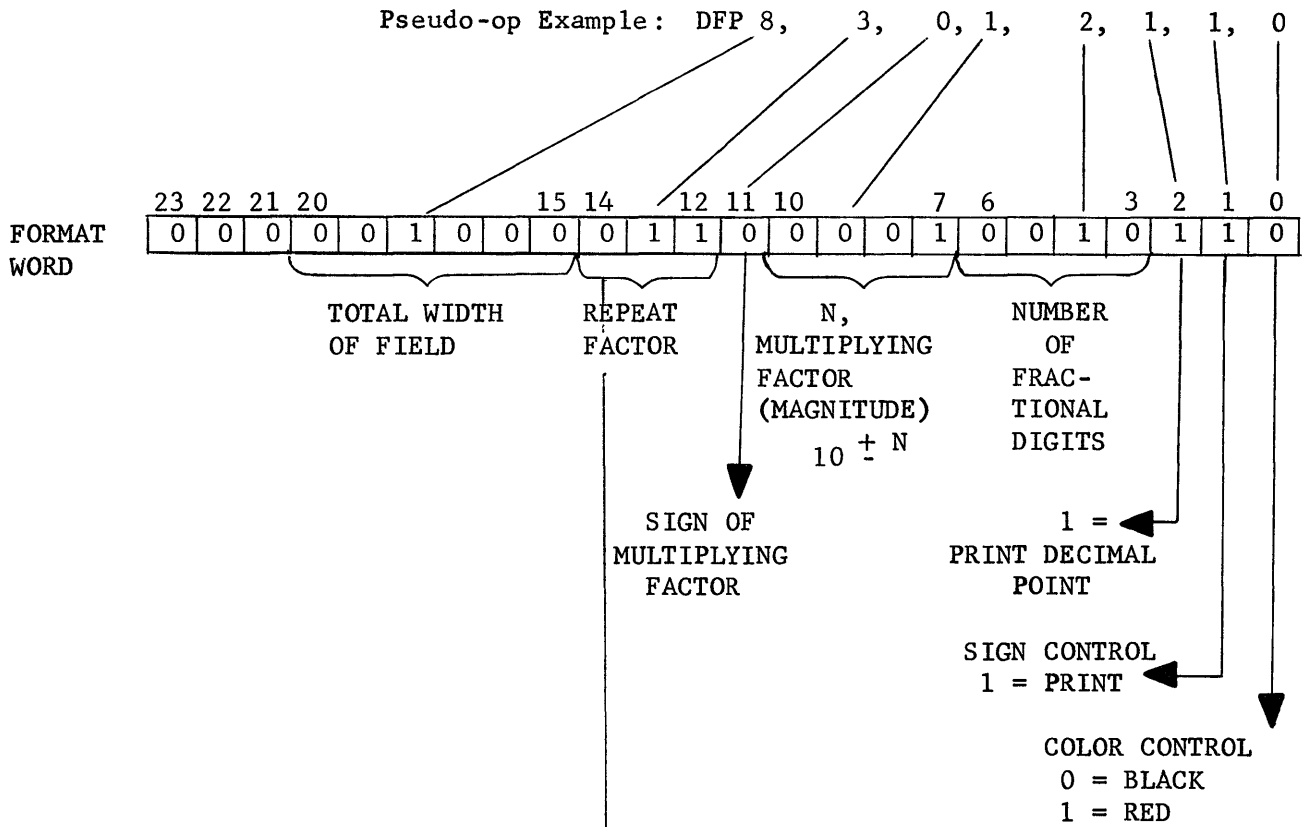 Pseudo-op Example: DFP 8, 3, 0, 1, 2, 1, 1, 0
23 22 21 20 15 14 12 11 10 7 6 3 2 1 0
FORMAT WORD
0 0 0 0 0 1 0 0 0 0 1 1 0 0 0 0 1 0 0 1 0 1 1 0
TOTAL WIDTH
OF FIELD
REPEAT
FACTOR
N,
MULTIPLYING
FACTOR
(MAGNITUDE)
10 ± N
NUMBER
OF
FRAC-
TIONAL
DIGITS
SIGN OF
MULTIPLYING
FACTOR
1 =
PRINT DECIMAL
POINT
SIGN CONTROL
1 = PRINT
COLOR CONTROL
0 = BLACK
1 = RED